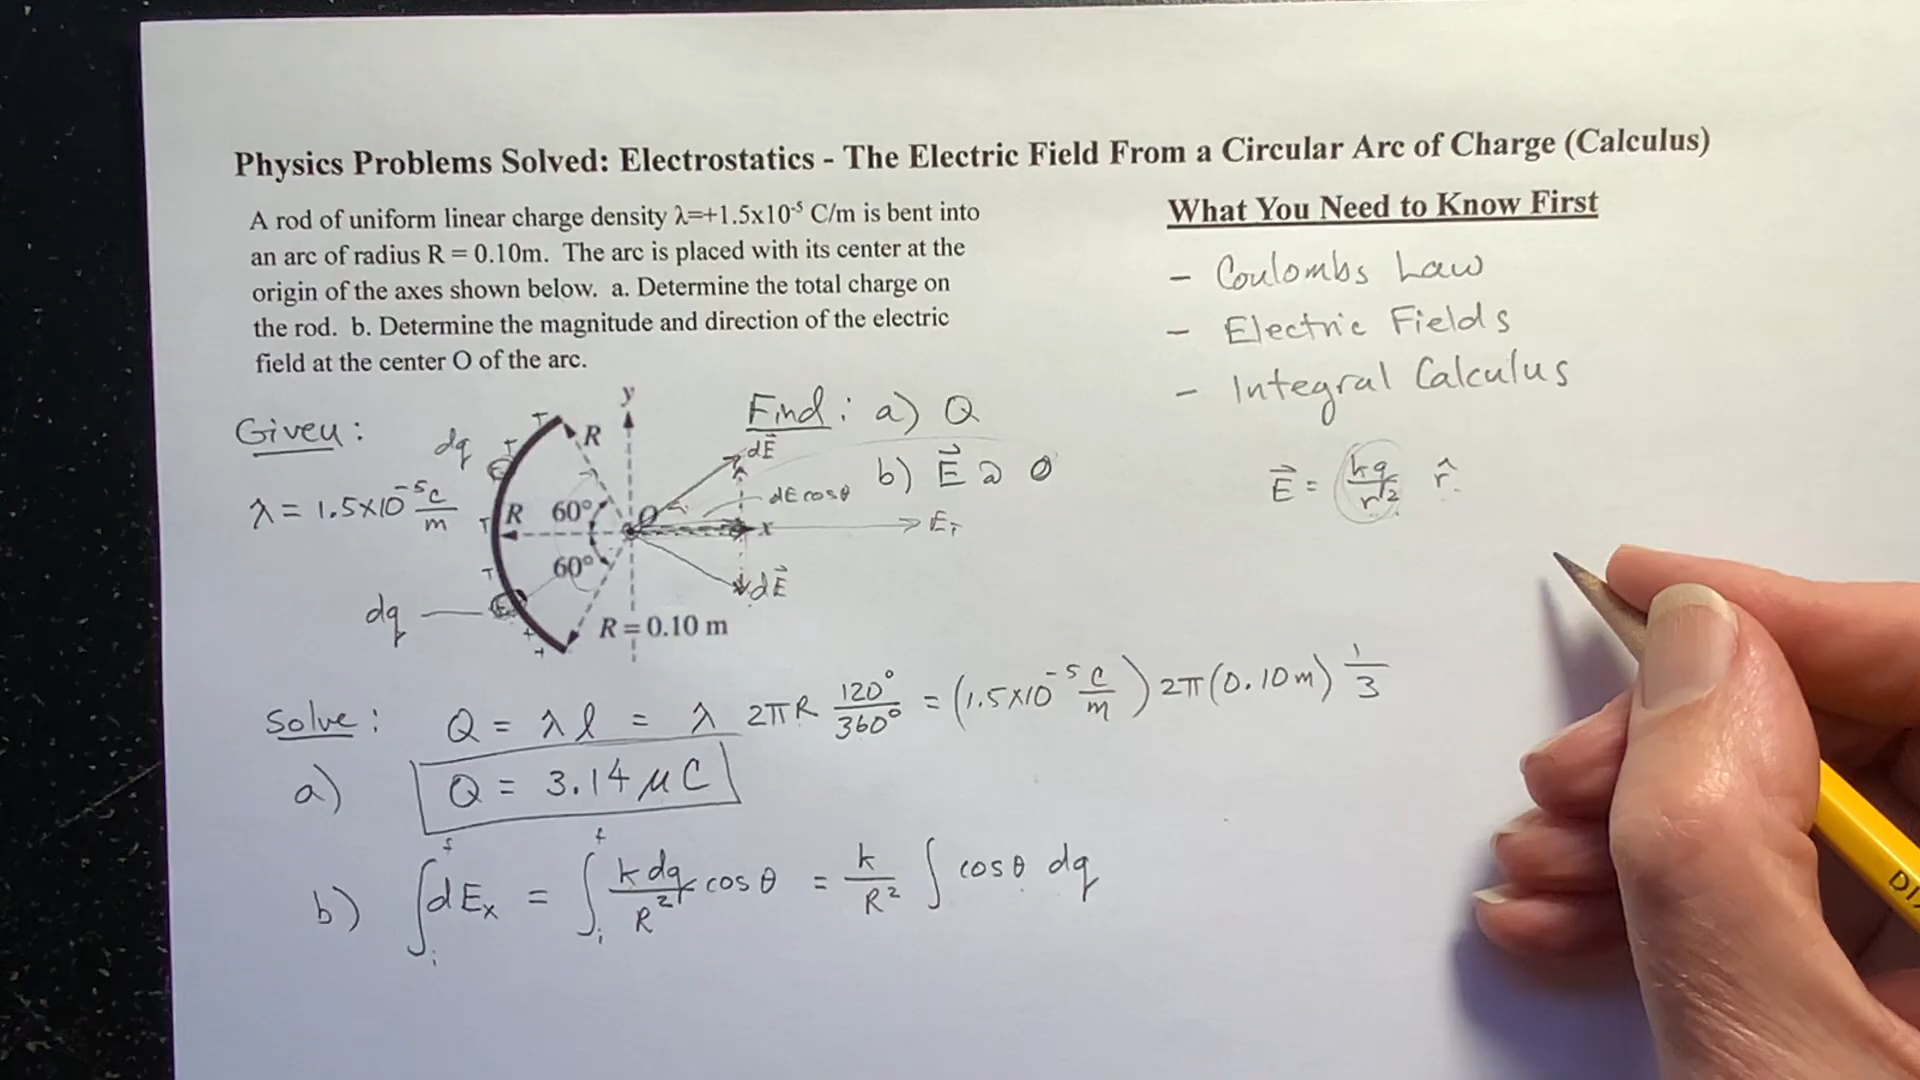 Physics Problems Solved: Electrostatics - The Electric Field From a Circular Arc of Charge (Calculus)
A rod of uniform linear charge density λ=+1.5x10⁻⁵ C/m is bent into
an arc of radius R = 0.10m. The arc is placed with its center at the
origin of the axes shown below. a. Determine the total charge on
the rod. b. Determine the magnitude and direction of the electric
field at the center O of the arc.
What You Need to Know First
- Coulombs Law
- Electric Fields
- Integral Calculus
E⃗ = kq/r² r̂
Given:
λ = 1.5x10⁻⁵ C/m
Find: a) Q
b) E⃗ @ O
dq
dq
y
R
R
60°
60°
O
x
dE⃗
dE cosθ
E_T
dE⃗
R = 0.10 m
Solve: Q = λl = λ 2πR 120°/360° = (1.5x10⁻⁵ C/m) 2π(0.10m) 1/3
a) Q = 3.14 μC
b) ∫ᵢᶠ dEₓ = ∫ᵢᶠ k dq/R² cosθ = k/R² ∫ cosθ dq